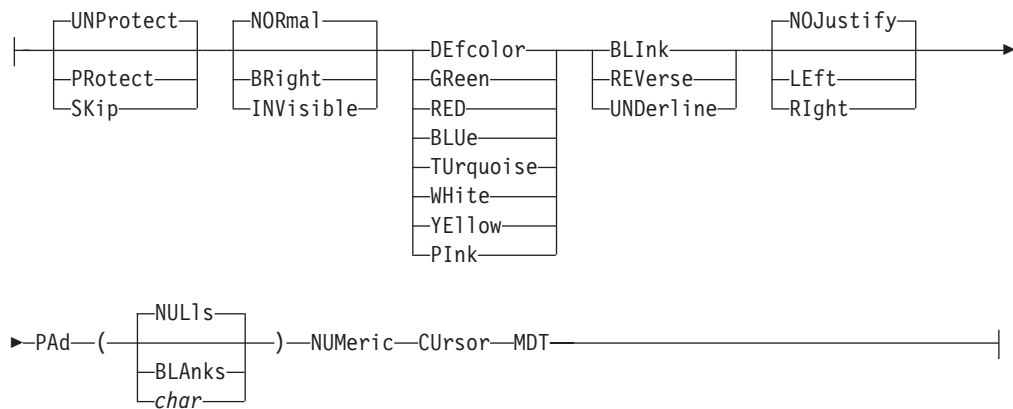 UNProtect NORmal NOJustify
DEfcolor BLInk
PRotect BRight GReen REVerse LEft
SKip INVisible RED UNDerline RIght
BLUe
TUrquoise
WHite
YEllow
PInk
NULls
PAd ( ) NUMeric CUrsor MDT
BLAnks
char